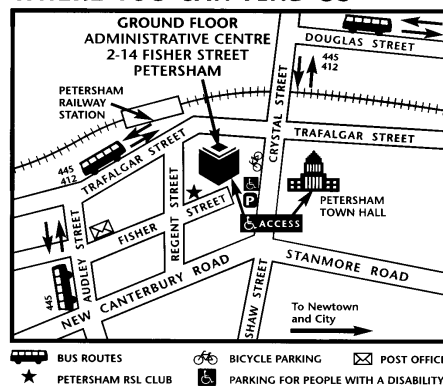 GROUND FLOOR
ADMINISTRATIVE CENTRE
2-14 FISHER STREET
PETERSHAM
DOUGLAS STREET
445
412
PETERSHAM
RAILWAY
STATION
CRYSTAL STREET
TRAFALGAR STREET
445
412
TRAFALGAR STREET
P
ACCESS
PETERSHAM
TOWN HALL
REGENT STREET
FISHER STREET
AUDLEY STREET
445
NEW CANTERBURY ROAD
STANMORE ROAD
SHAW STREET
To Newtown
and City
BUS ROUTES
BICYCLE PARKING
POST OFFICE
PETERSHAM RSL CLUB
PARKING FOR PEOPLE WITH A DISABILITY